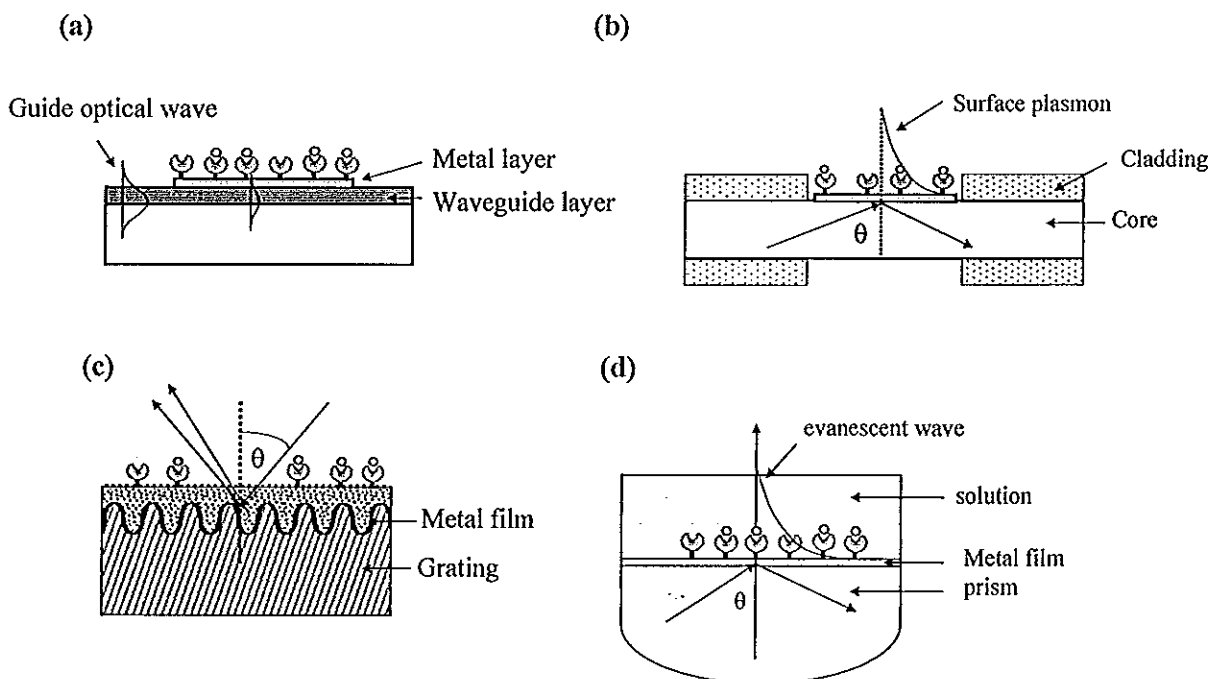 (a)
Guide optical wave
Metal layer
Waveguide layer
(b)
Surface plasmon
Cladding
Core
θ
(c)
θ
Metal film
Grating
(d)
evanescent wave
solution
Metal film
prism
θ